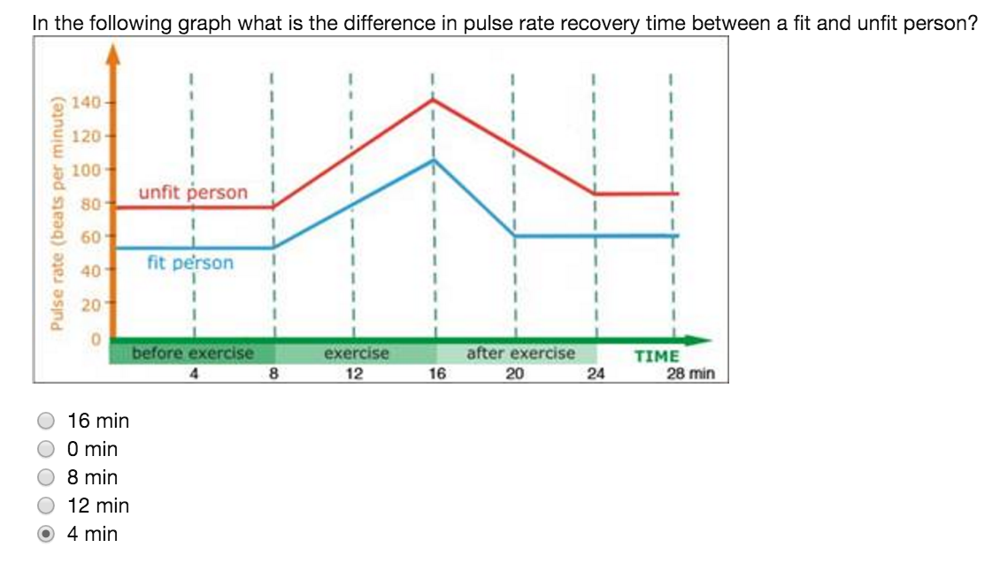 In the following graph what is the difference in pulse rate recovery time between a fit and unfit person?
Pulse rate (beats per minute)
140
120
100
80
60
40
20
0
unfit person
fit person
before exercise exercise after exercise TIME
4 8 12 16 20 24 28 min
16 min
0 min
8 min
12 min
4 min